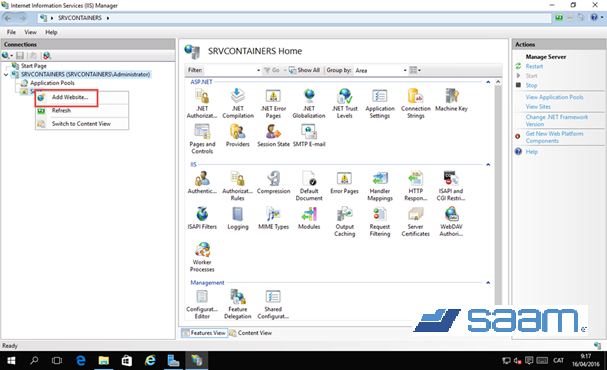 Internet Information Services (IIS) Manager
SRVCONTAINERS
File View Help
Connections
Start Page
SRVCONTAINERS (SRVCONTAINERS\Administrator)
Application Pools
Add Website...
Refresh
Switch to Content View
SRVCONTAINERS Home
Filter: Go Show All Group by: Area
ASP.NET
.NET Authorizat...
.NET Error Pages
.NET Globalization
.NET Trust Levels
Application Settings
Connection Strings
Machine Key
Pages and Controls
Providers
Session State
SMTP E-mail
IIS
Authentic...
Authorizat... Rules
Compression
Default Document
Error Pages
Handler Mappings
HTTP Respon...
ISAPI and CGI Restri...
ISAPI Filters
Logging
MIME Types
Modules
Output Caching
Request Filtering
Server Certificates
WebDAV Authori...
Worker Processes
Management
Configurat... Editor
Feature Delegation
Shared Configurat...
Features View
Content View
Actions
Manage Server
Restart
Start
Stop
View Application Pools
View Sites
Change .NET Framework Version
Get New Web Platform Components
Help
saam
Ready
CAT
9:17
16/04/2016